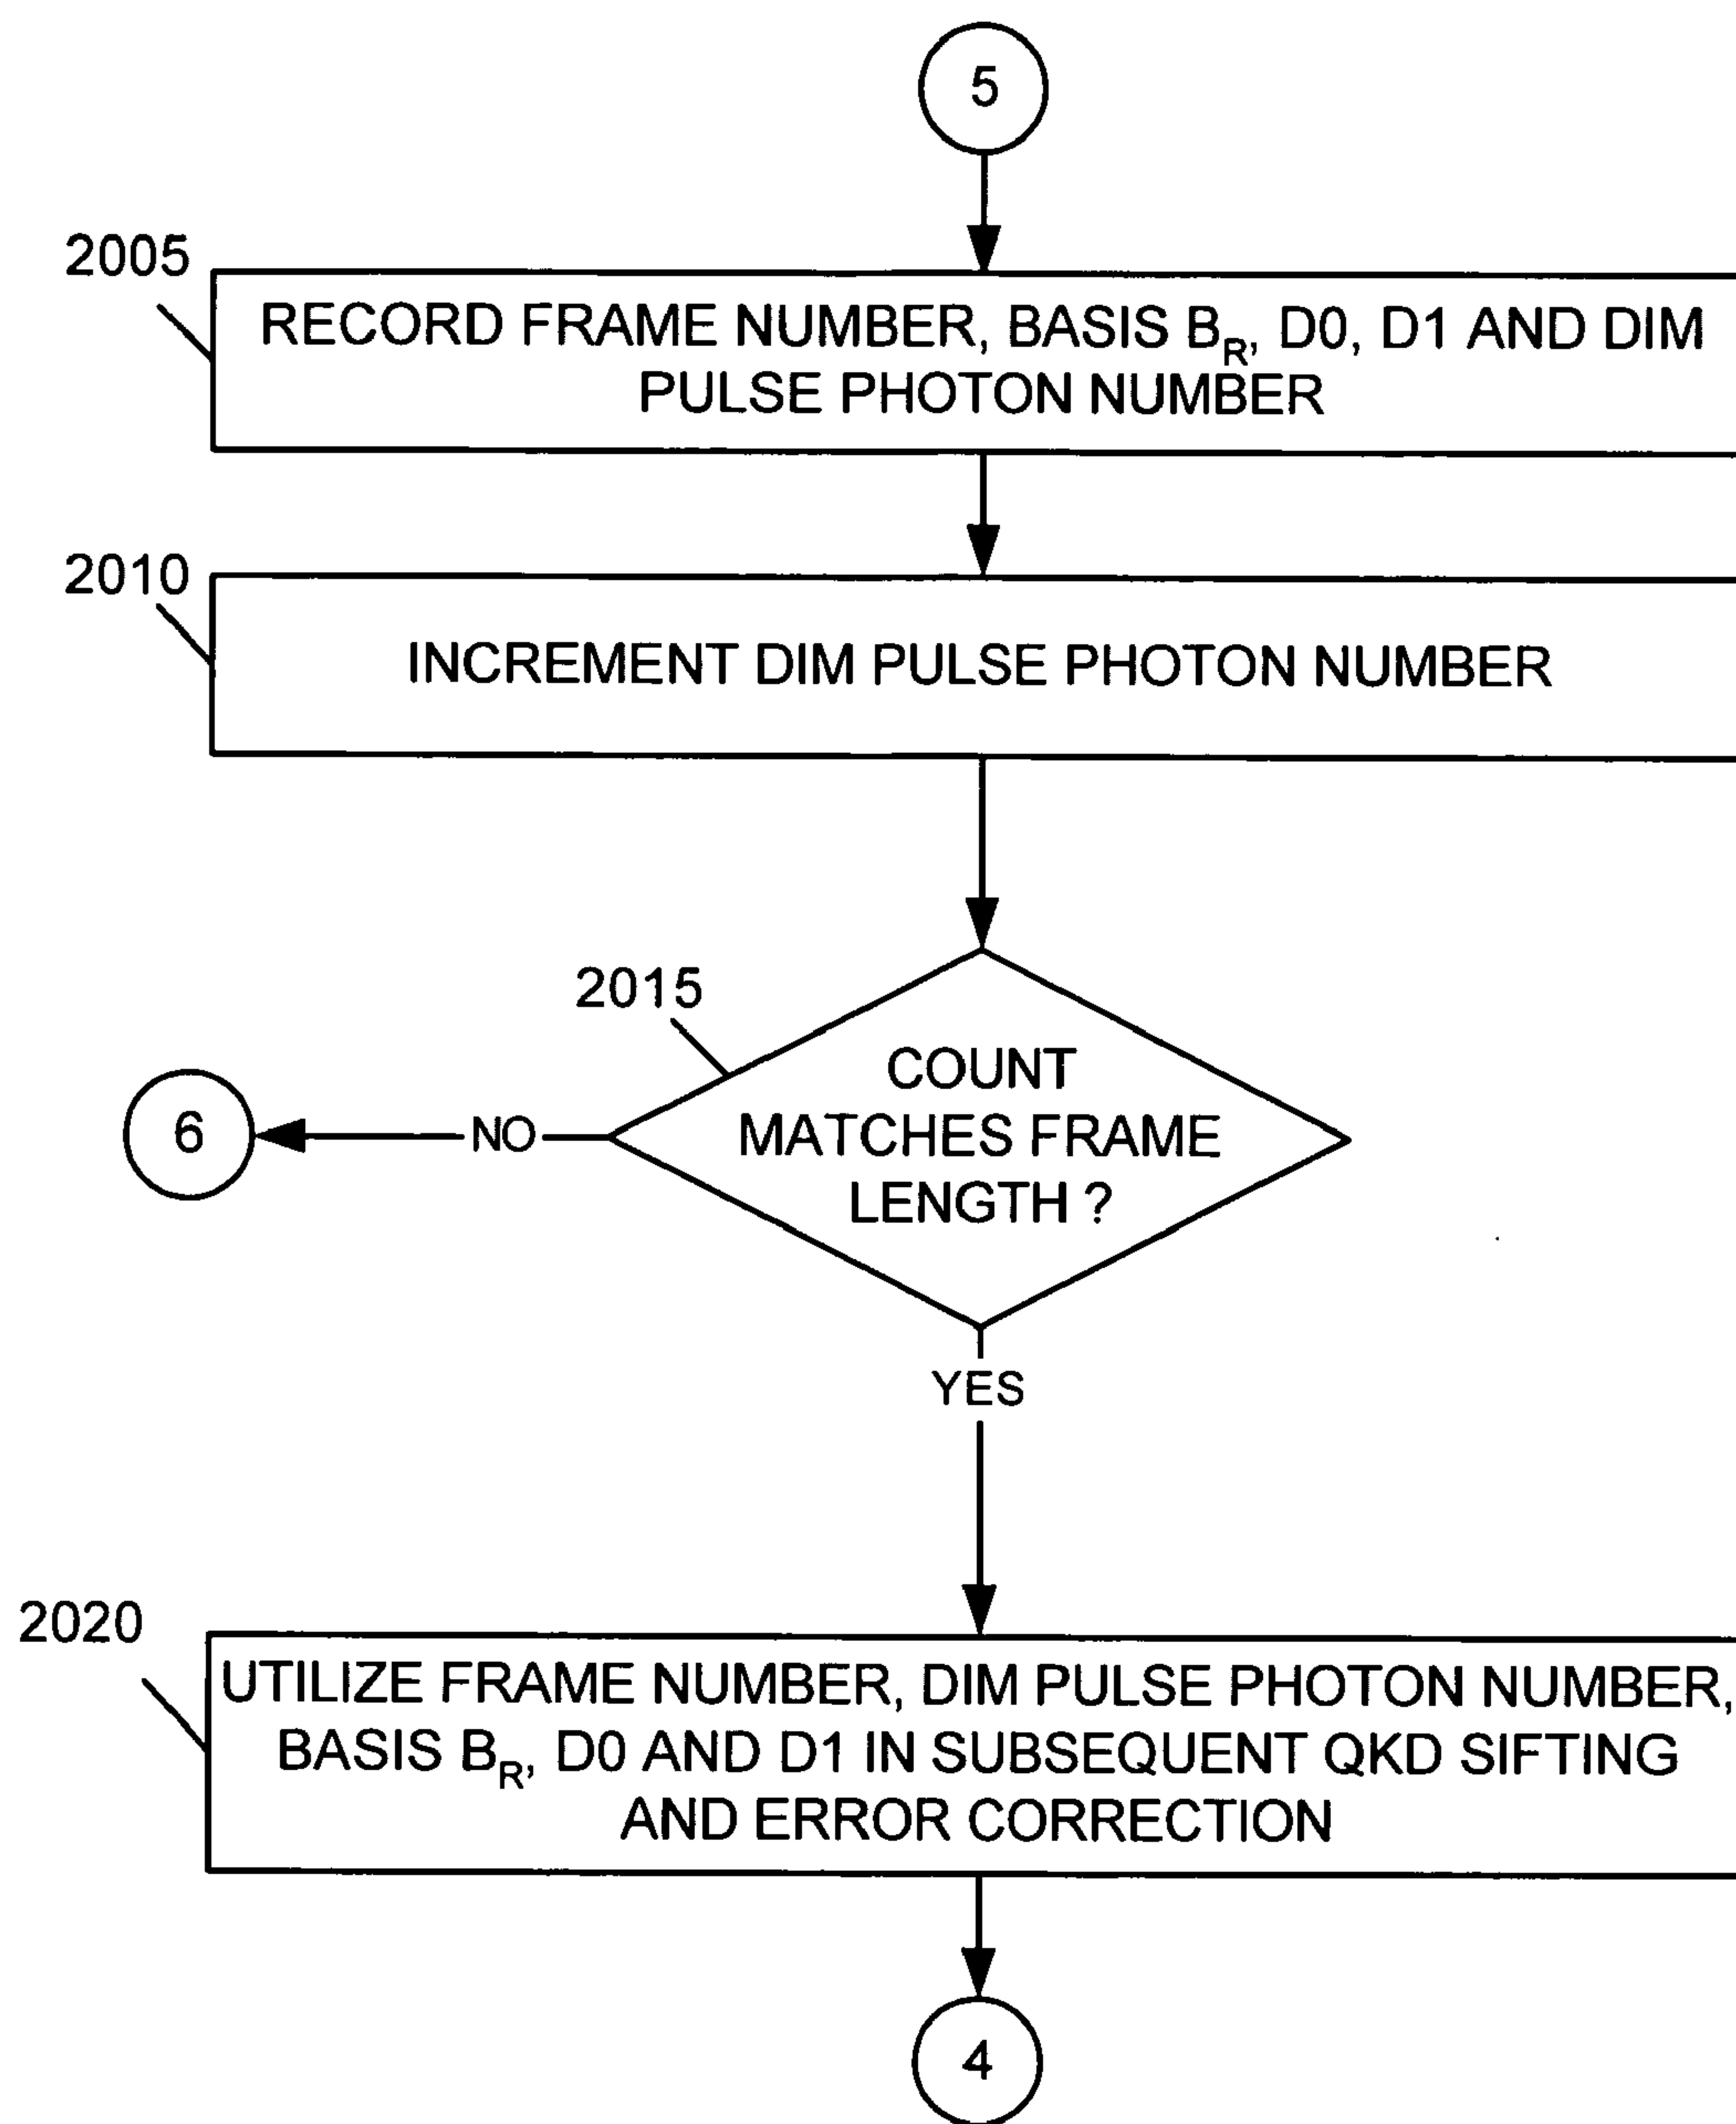 5
2005
RECORD FRAME NUMBER, BASIS B_R, D0, D1 AND DIM
PULSE PHOTON NUMBER
2010
INCREMENT DIM PULSE PHOTON NUMBER
2015
COUNT
MATCHES FRAME
LENGTH ?
6
NO
YES
2020
UTILIZE FRAME NUMBER, DIM PULSE PHOTON NUMBER,
BASIS B_R, D0 AND D1 IN SUBSEQUENT QKD SIFTING
AND ERROR CORRECTION
4